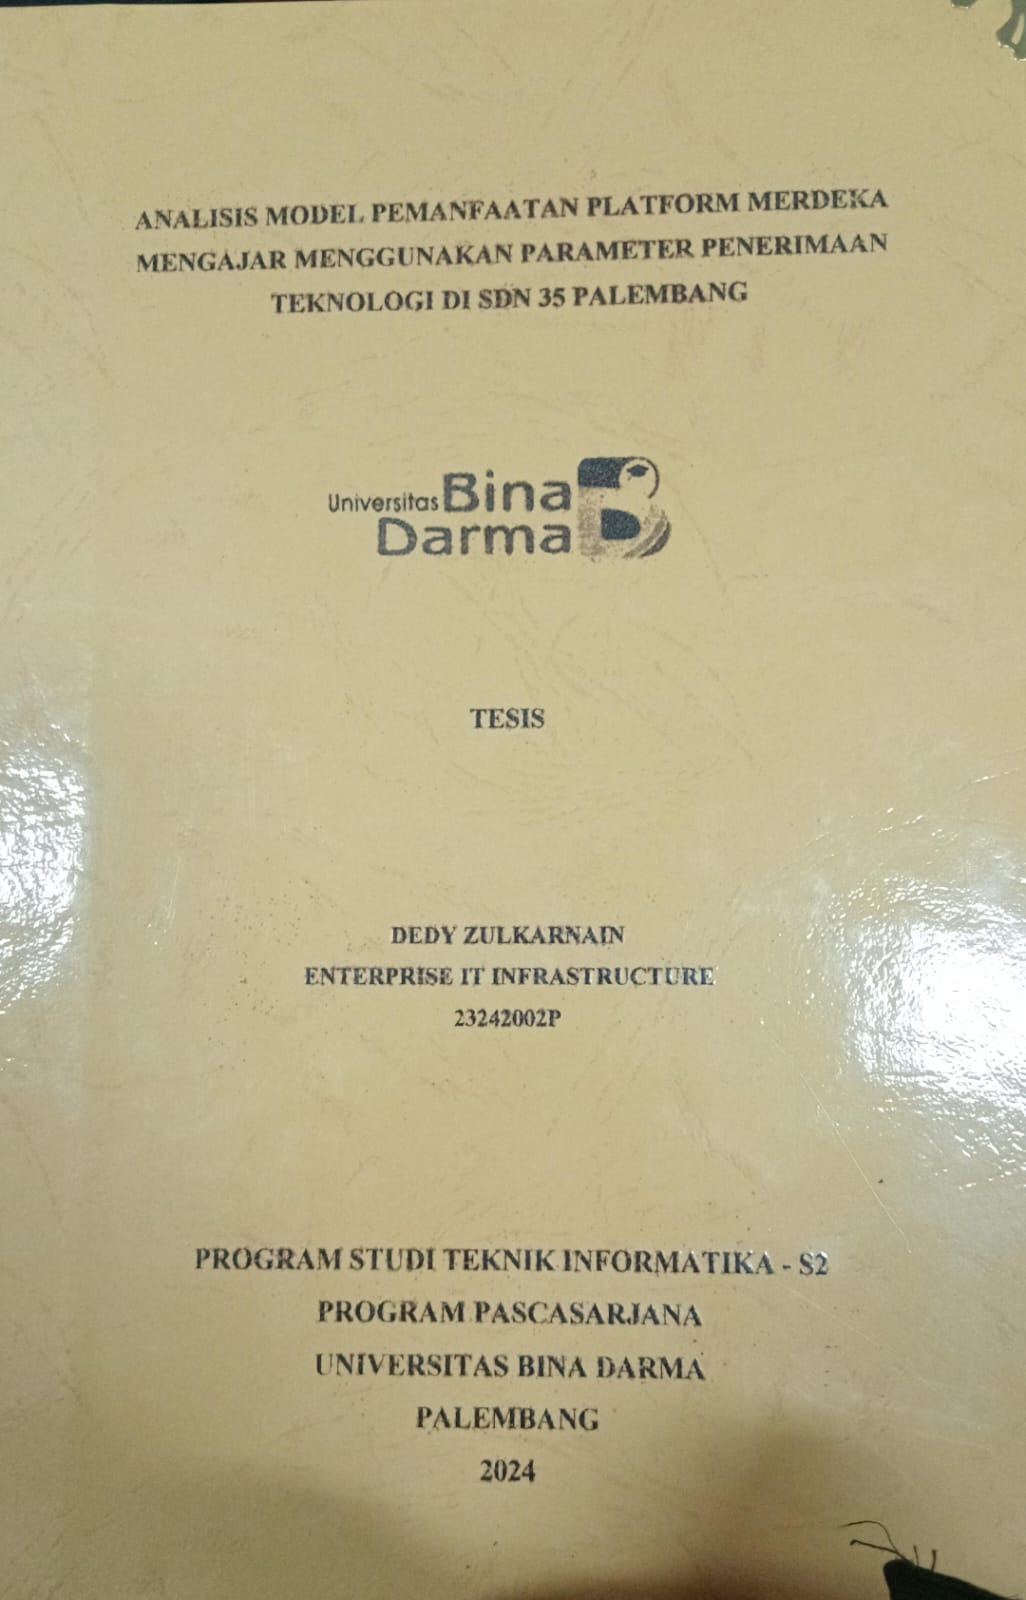 ANALISIS MODEL PEMANFAATAN PLATFORM MERDEKA
MENGAJAR MENGGUNAKAN PARAMETER PENERIMAAN
TEKNOLOGI DI SDN 35 PALEMBANG
Universitas Bina
Darma
TESIS
DEDY ZULKARNAIN
ENTERPRISE IT INFRASTRUCTURE
23242002P
PROGRAM STUDI TEKNIK INFORMATIKA - S2
PROGRAM PASCASARJANA
UNIVERSITAS BINA DARMA
PALEMBANG
2024